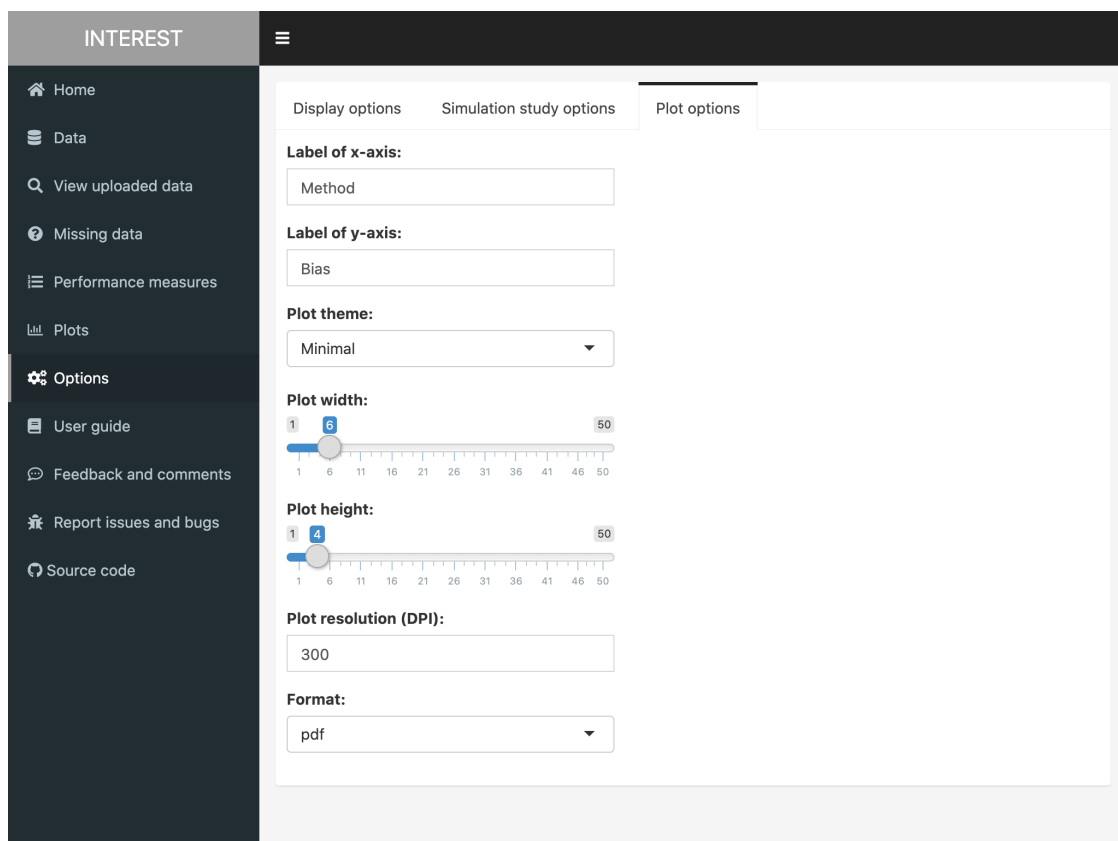 INTEREST
Home
Data
View uploaded data
Missing data
Performance measures
Plots
Options
User guide
Feedback and comments
Report issues and bugs
Source code
Display options Simulation study options Plot options
Label of x-axis:
Method
Label of y-axis:
Bias
Plot theme:
Minimal
Plot width:
1 6 50
1 6 11 16 21 26 31 36 41 46 50
Plot height:
1 4 50
1 6 11 16 21 26 31 36 41 46 50
Plot resolution (DPI):
300
Format:
pdf